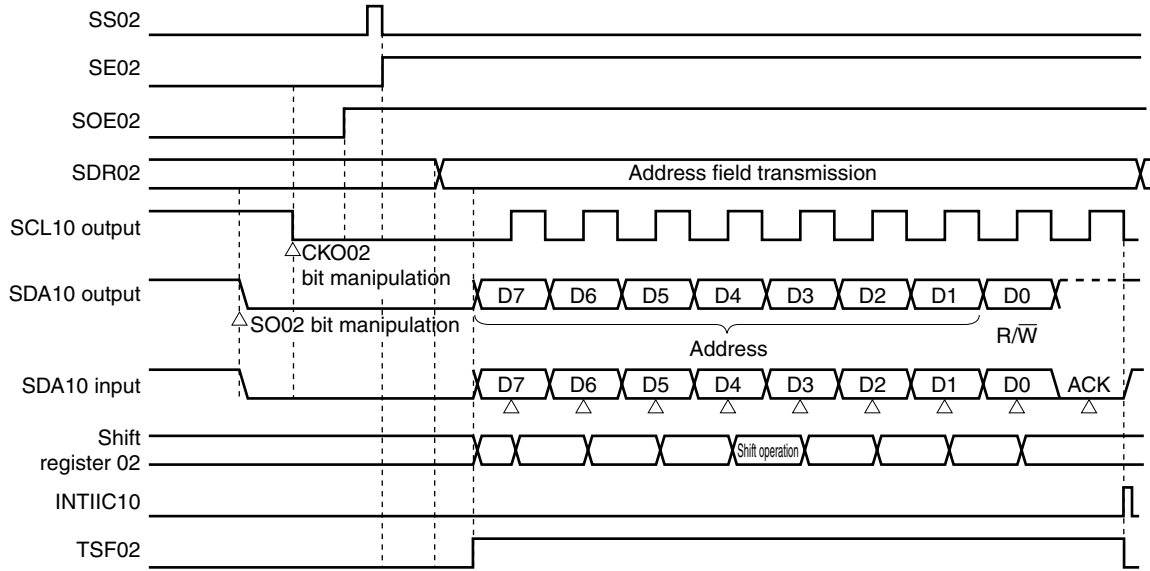 SS02
SE02
SOE02
SDR02
Address field transmission
SCL10 output
△CKO02
bit manipulation
SDA10 output
D7 D6 D5 D4 D3 D2 D1 D0
△SO02 bit manipulation
Address
R/W̅
SDA10 input
D7 D6 D5 D4 D3 D2 D1 D0 ACK
Shift
register 02
Shift operation
INTIIC10
TSF02